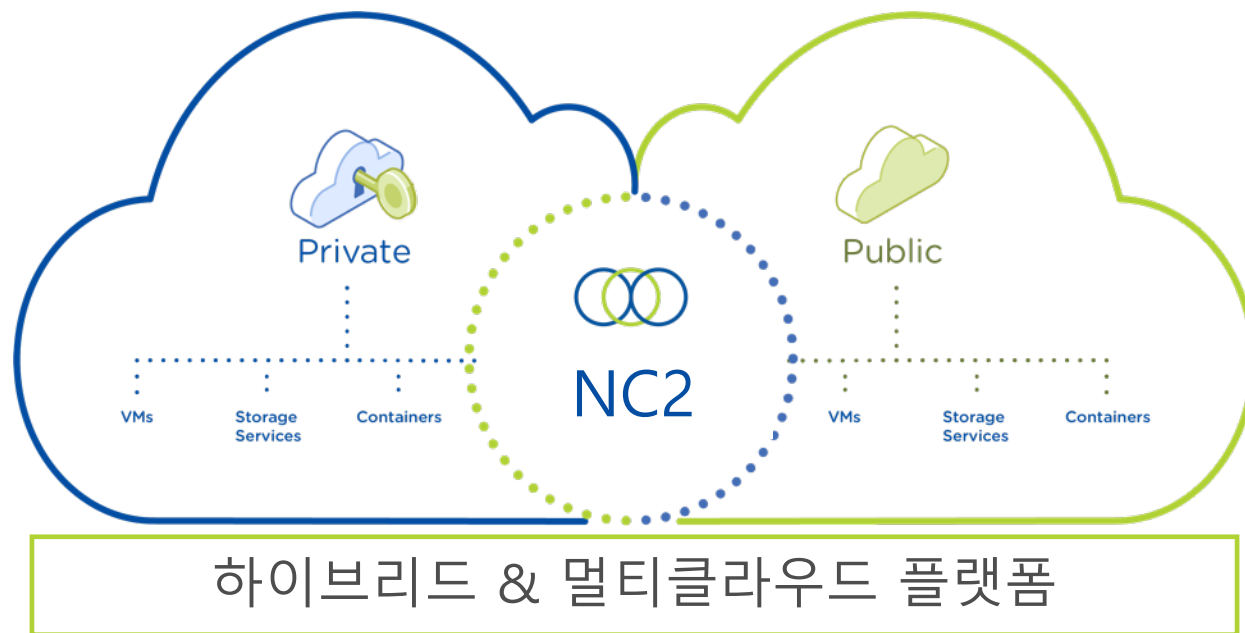 Private
VMs
Storage
Services
Containers
NC2
Public
VMs
Storage
Services
Containers
하이브리드 & 멀티클라우드 플랫폼